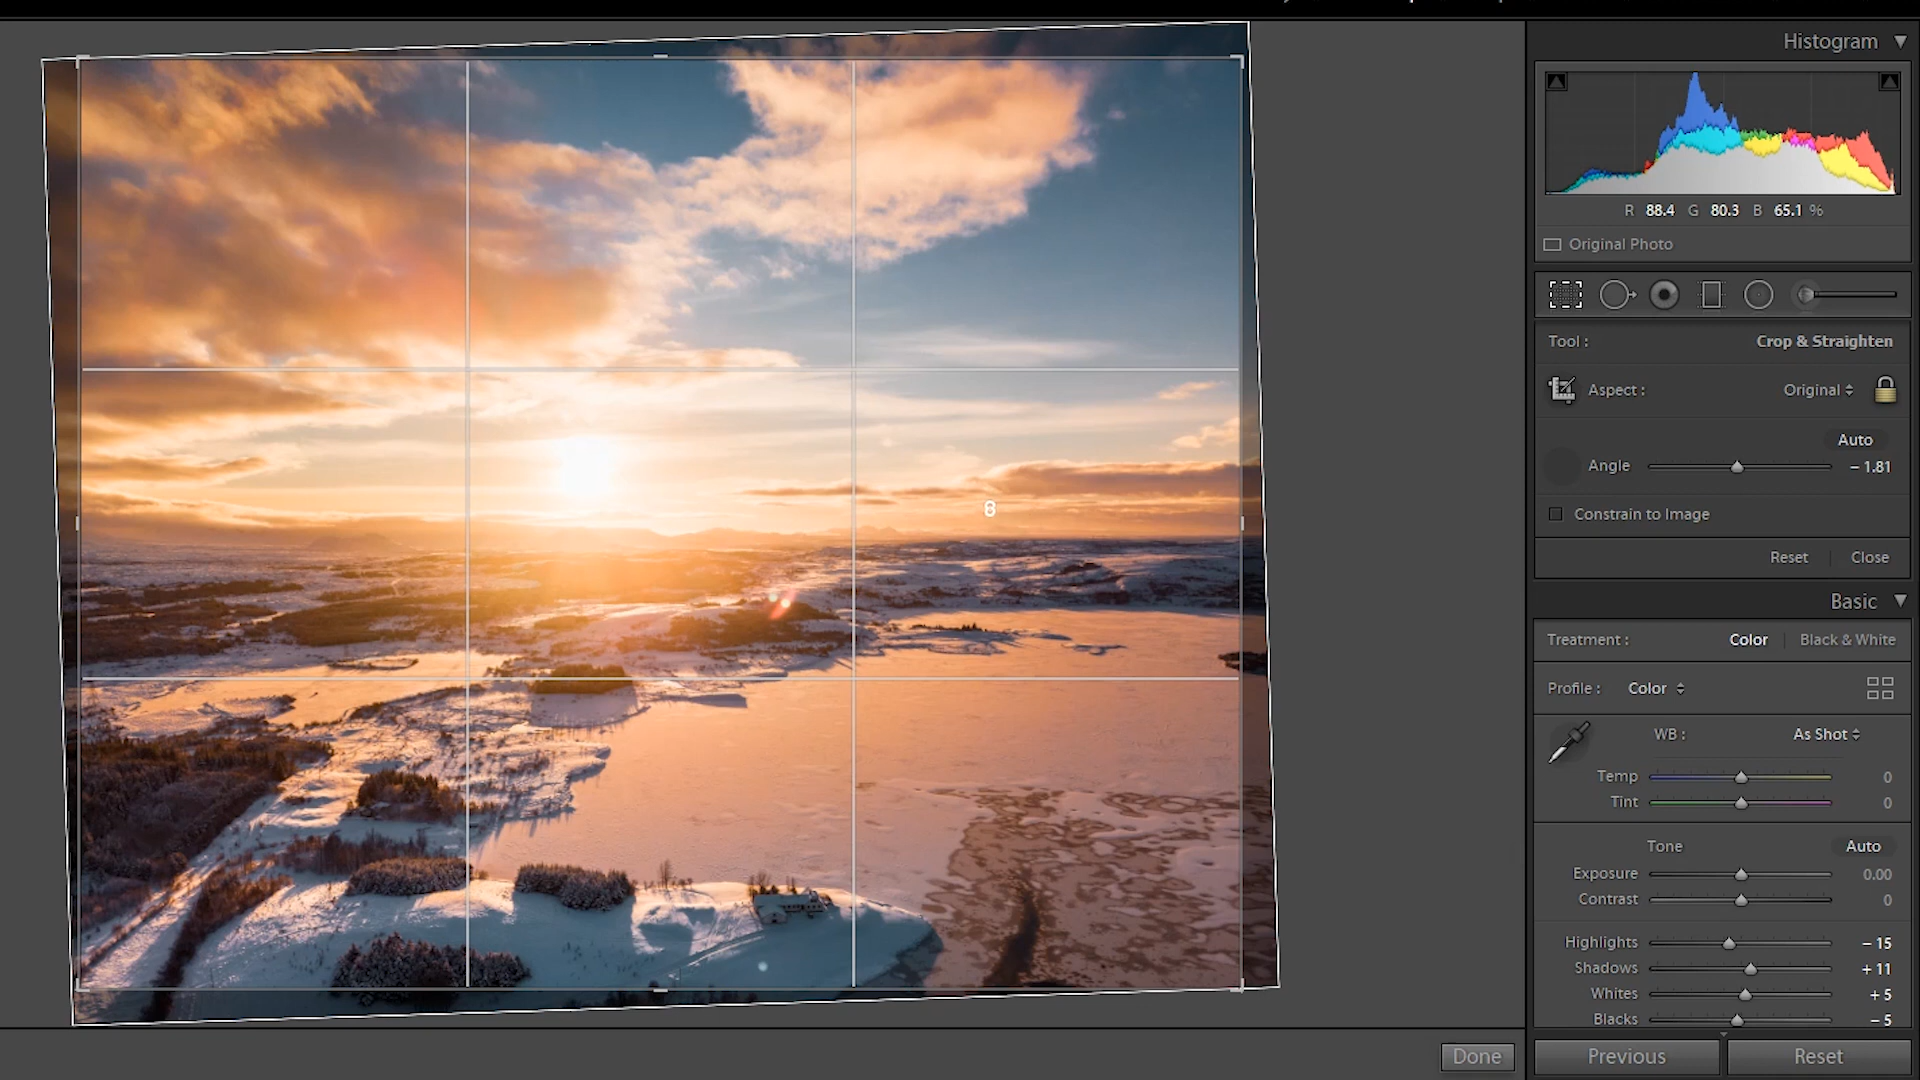 Histogram
R 88.4 G 80.3 B 65.1 %
Original Photo
Tool : Crop & Straighten
Aspect : Original
Auto
Angle – 1.81
Constrain to Image
Reset Close
Basic
Treatment : Color Black & White
Profile : Color
WB : As Shot
Temp 0
Tint 0
Tone Auto
Exposure 0.00
Contrast 0
Highlights – 15
Shadows + 11
Whites + 5
Blacks – 5
Done Previous Reset